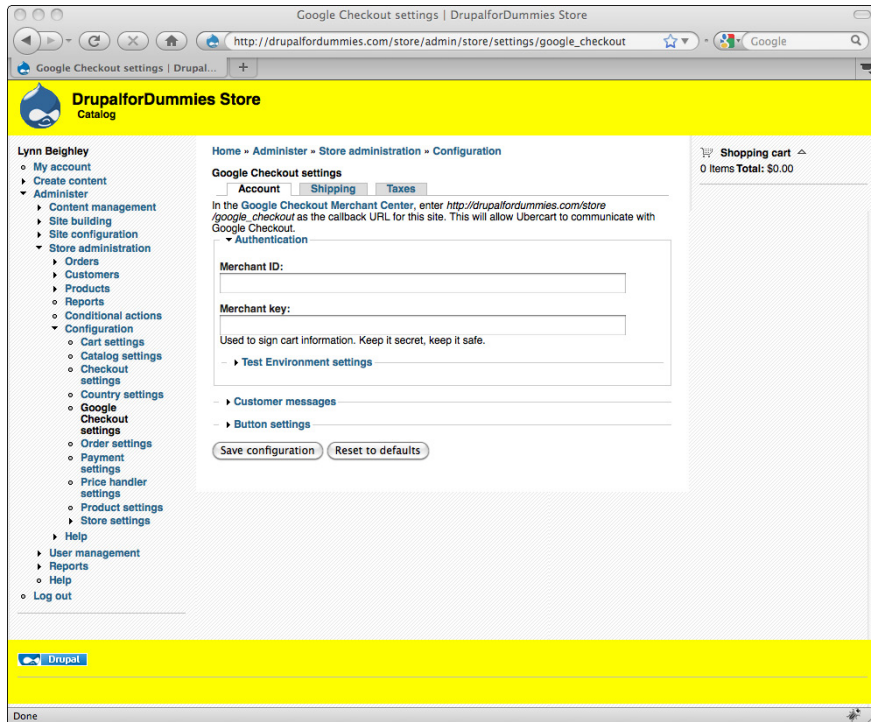 Google Checkout settings | DrupalforDummies Store
http://drupalfordummies.com/store/admin/store/settings/google_checkout
Google
Google Checkout settings | Drupal...
+
DrupalforDummies Store
Catalog
Lynn Beighley
My account
Create content
Administer
Content management
Site building
Site configuration
Store administration
Orders
Customers
Products
Reports
Conditional actions
Configuration
Cart settings
Catalog settings
Checkout
settings
Country settings
Google
Checkout
settings
Order settings
Payment
settings
Price handler
settings
Product settings
Store settings
Help
User management
Reports
Help
Log out
Home » Administer » Store administration » Configuration
Google Checkout settings
Account Shipping Taxes
In the Google Checkout Merchant Center, enter http://drupalfordummies.com/store
/google_checkout as the callback URL for this site. This will allow Ubercart to communicate with
Google Checkout.
Authentication
Merchant ID:
Merchant key:
Used to sign cart information. Keep it secret, keep it safe.
Test Environment settings
Customer messages
Button settings
Save configuration Reset to defaults
Shopping cart
0 Items Total: $0.00
Drupal
Done